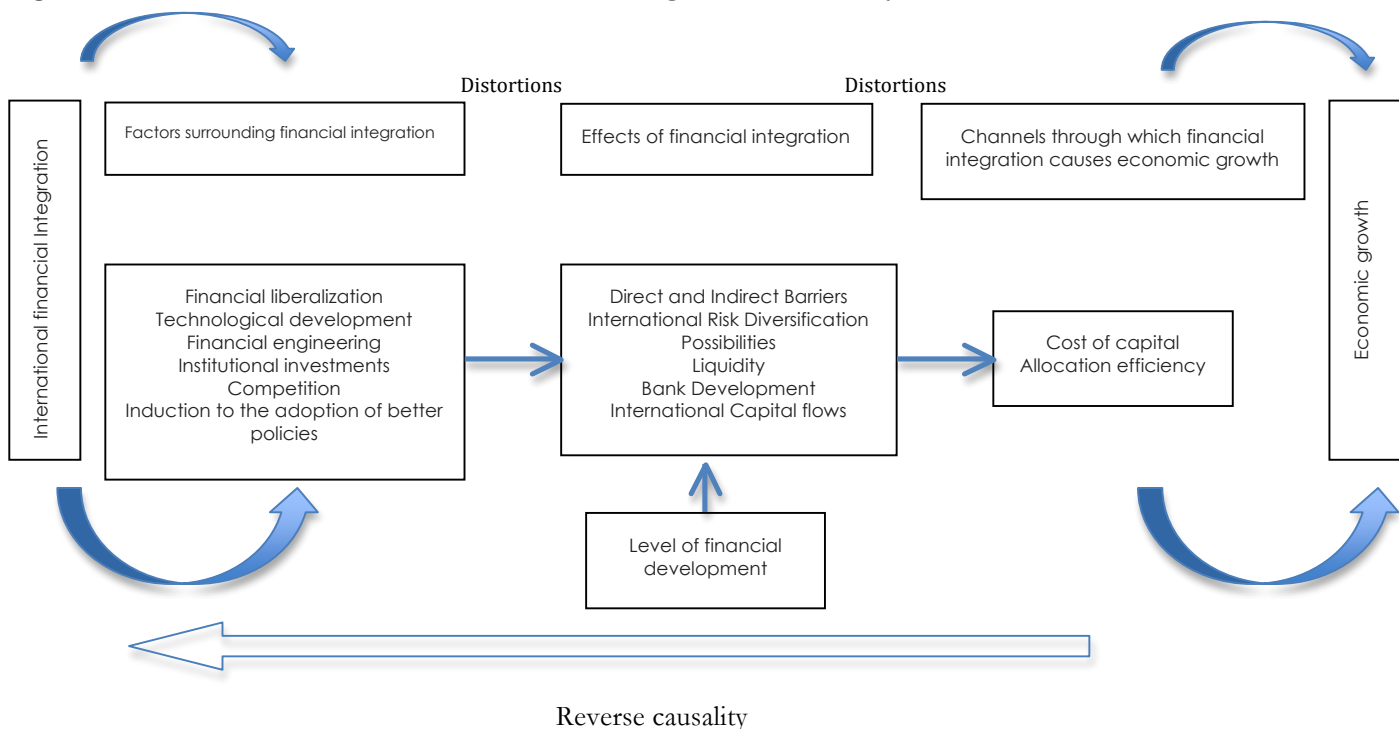 Distortions
Distortions
International financial Integration
Factors surrounding financial integration
Effects of financial integration
Channels through which financial
integration causes economic growth
Economic growth
Financial liberalization
Technological development
Financial engineering
Institutional investments
Competition
Induction to the adoption of better
policies
Direct and Indirect Barriers
International Risk Diversification
Possibilities
Liquidity
Bank Development
International Capital flows
Cost of capital
Allocation efficiency
Level of financial
development
Reverse causality